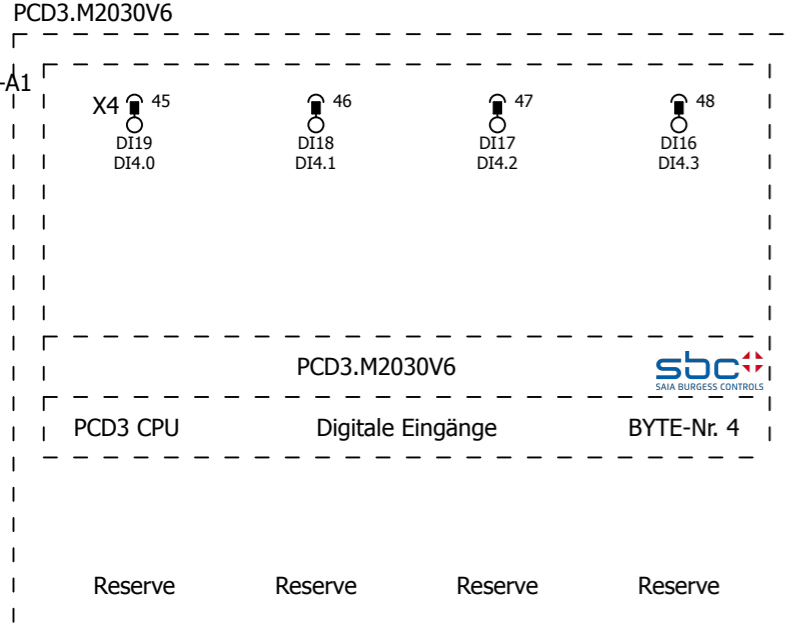 PCD3.M2030V6
-A1
X4 45 46 47 48
DI19 DI18 DI17 DI16
DI4.0 DI4.1 DI4.2 DI4.3
PCD3.M2030V6 sbc
SAIA BURGESS CONTROLS
PCD3 CPU Digitale Eingänge BYTE-Nr. 4
Reserve Reserve Reserve Reserve